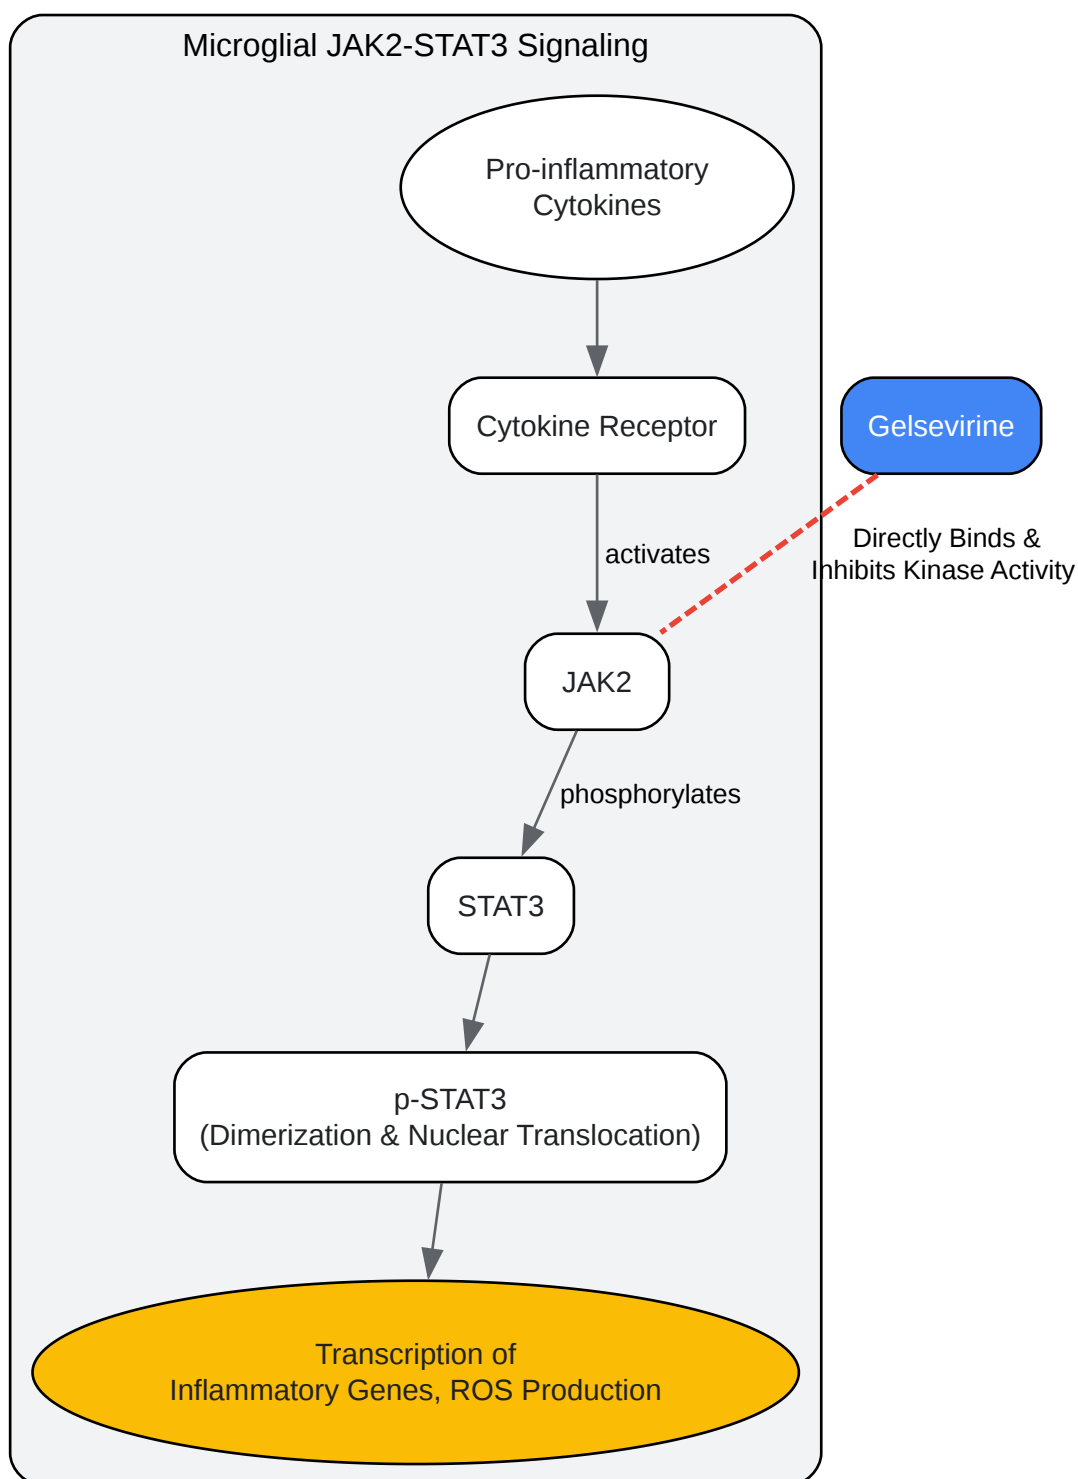 Microglial JAK2-STAT3 Signaling
Pro-inflammatory
Cytokines
Cytokine Receptor
Gelsevirine
activates
Directly Binds &
Inhibits Kinase Activity
JAK2
phosphorylates
STAT3
p-STAT3
(Dimerization & Nuclear Translocation)
Transcription of
Inflammatory Genes, ROS Production